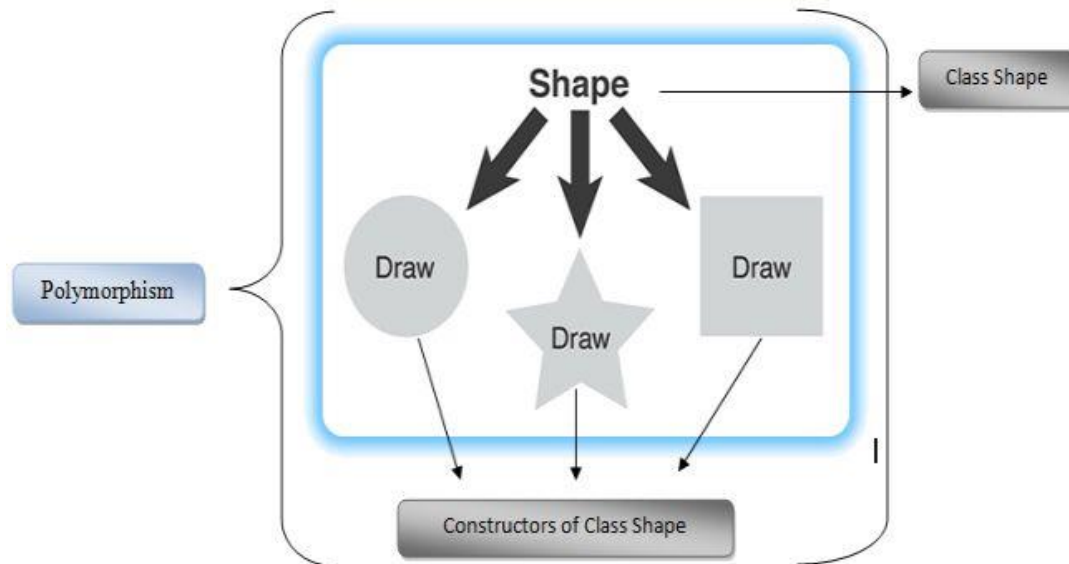 Shape
Class Shape
Draw
Draw
Draw
Polymorphism
Constructors of Class Shape